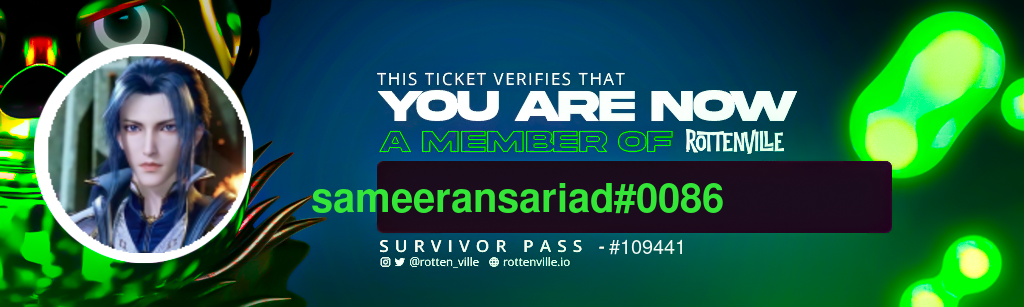 THIS TICKET VERIFIES THAT
YOU ARE NOW
A MEMBER OF ROTTENVILLE
sameeransariad#0086
SURVIVOR PASS - #109441
@rotten_ville rottenville.io